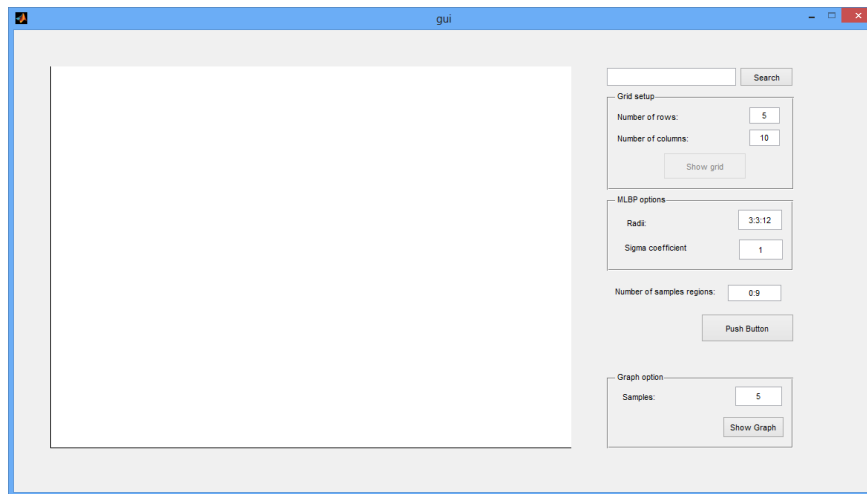 gui
Search
Grid setup
Number of rows: 5
Number of columns: 10
Show grid
MLBP options
Radii: 3:3:12
Sigma coefficient 1
Number of samples regions: 0:9
Push Button
Graph option
Samples: 5
Show Graph